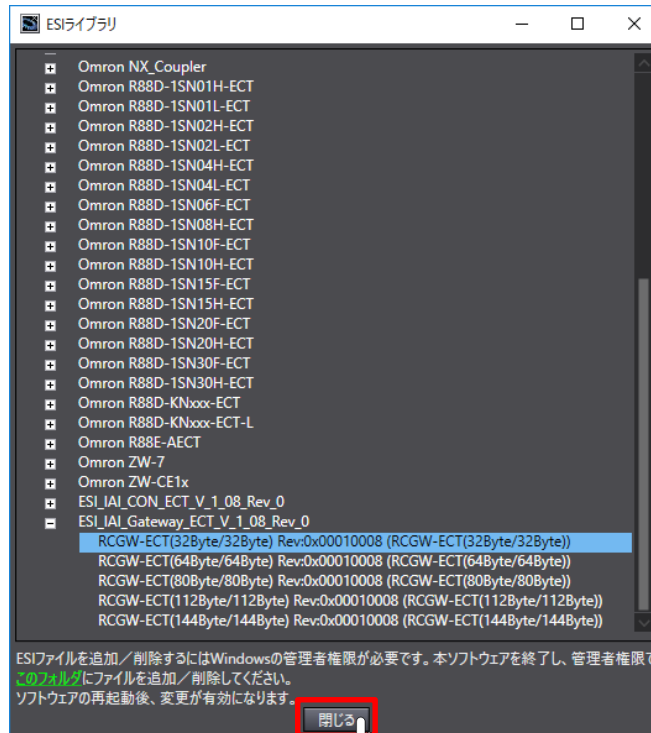 ESIライブラリ
Omron NX_Coupler
Omron R88D-1SN01H-ECT
Omron R88D-1SN01L-ECT
Omron R88D-1SN02H-ECT
Omron R88D-1SN02L-ECT
Omron R88D-1SN04H-ECT
Omron R88D-1SN04L-ECT
Omron R88D-1SN06F-ECT
Omron R88D-1SN08H-ECT
Omron R88D-1SN10F-ECT
Omron R88D-1SN10H-ECT
Omron R88D-1SN15F-ECT
Omron R88D-1SN15H-ECT
Omron R88D-1SN20F-ECT
Omron R88D-1SN20H-ECT
Omron R88D-1SN30F-ECT
Omron R88D-1SN30H-ECT
Omron R88D-KNxxx-ECT
Omron R88D-KNxxx-ECT-L
Omron R88E-AECT
Omron ZW-7
Omron ZW-CE1x
ESI_IAI_CON_ECT_V_1_08_Rev_0
ESI_IAI_Gateway_ECT_V_1_08_Rev_0
RCGW-ECT(32Byte/32Byte) Rev:0x00010008 (RCGW-ECT(32Byte/32Byte))
RCGW-ECT(64Byte/64Byte) Rev:0x00010008 (RCGW-ECT(64Byte/64Byte))
RCGW-ECT(80Byte/80Byte) Rev:0x00010008 (RCGW-ECT(80Byte/80Byte))
RCGW-ECT(112Byte/112Byte) Rev:0x00010008 (RCGW-ECT(112Byte/112Byte))
RCGW-ECT(144Byte/144Byte) Rev:0x00010008 (RCGW-ECT(144Byte/144Byte))
ESIファイルを追加／削除するにはWindowsの管理者権限が必要です。本ソフトウェアを終了し、管理者権限で
このフォルダにファイルを追加／削除してください。
ソフトウェアの再起動後、変更が有効になります。
閉じる